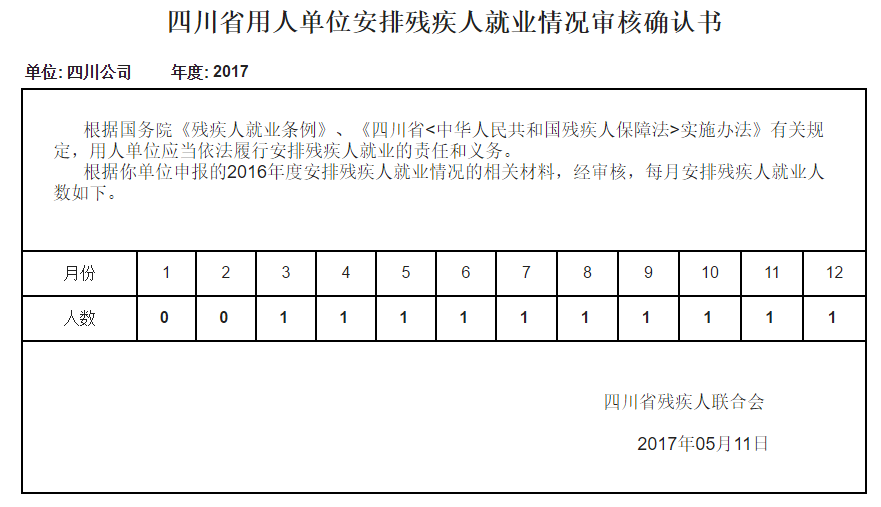 四川省用人单位安排残疾人就业情况审核确认书
单位: 四川公司 年度: 2017
根据国务院《残疾人就业条例》、《四川省<中华人民共和国残疾人保障法>实施办法》有关规
定，用人单位应当依法履行安排残疾人就业的责任和义务。
根据你单位申报的2016年度安排残疾人就业情况的相关材料，经审核，每月安排残疾人就业人
数如下。
月份 1 2 3 4 5 6 7 8 9 10 11 12
人数 0 0 1 1 1 1 1 1 1 1 1 1
四川省残疾人联合会
2017年05月11日